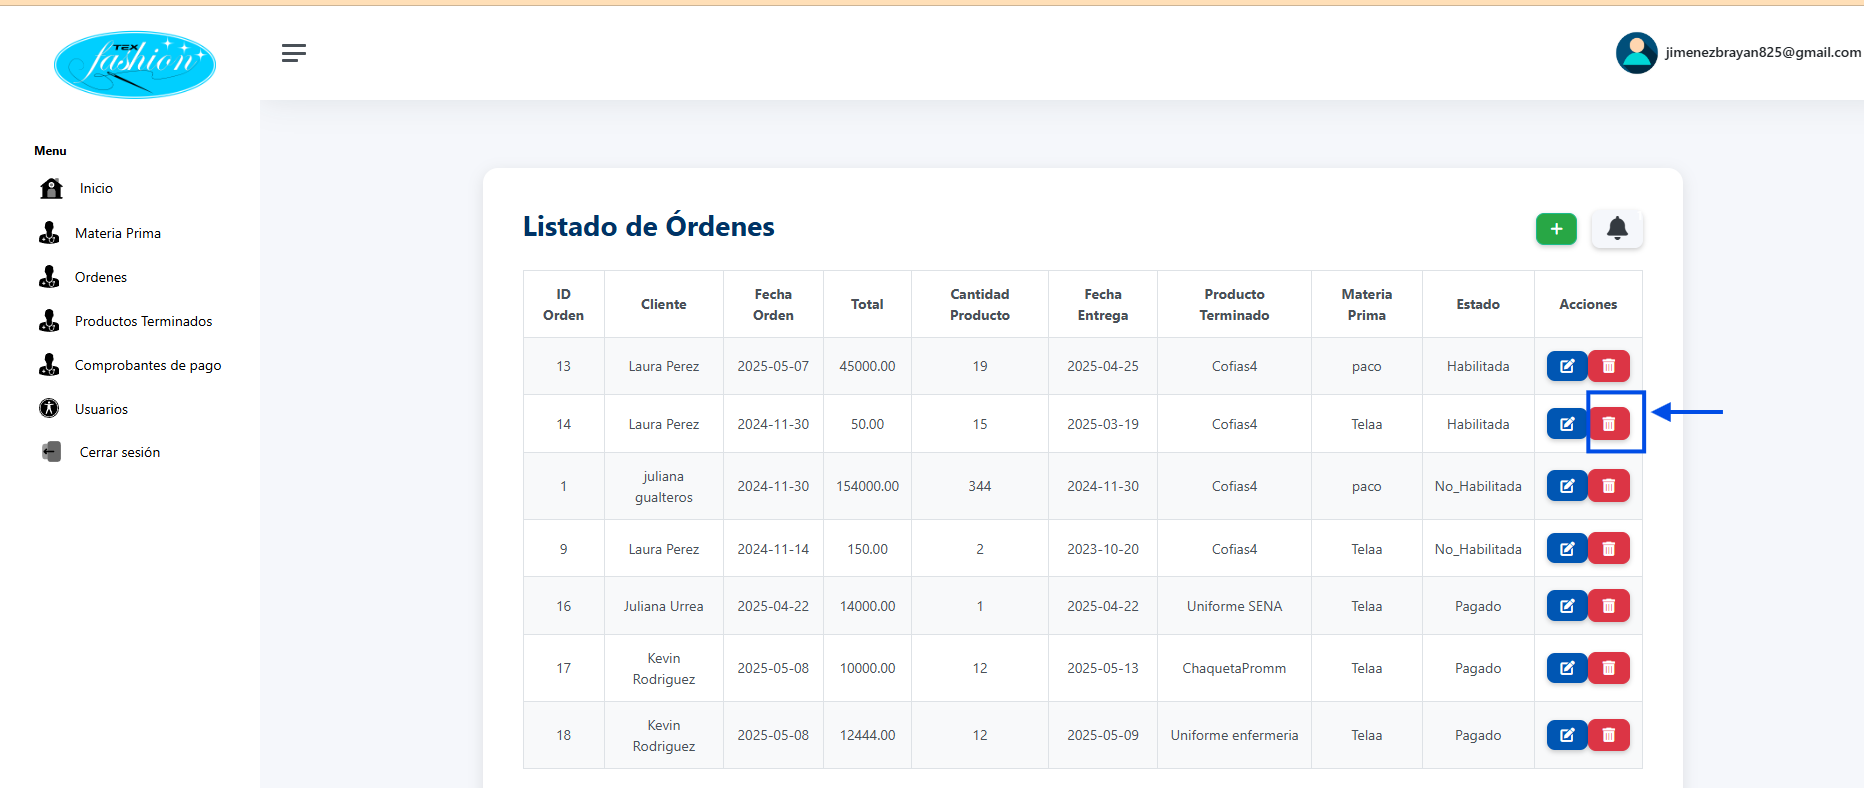 TEX
fashion
jimenezbrayan825@gmail.com
Menu
Inicio
Materia Prima
Ordenes
Productos Terminados
Comprobantes de pago
Usuarios
Cerrar sesión
Listado de Órdenes
+
ID Orden Cliente Fecha Orden Total Cantidad Producto Fecha Entrega Producto Terminado Materia Prima Estado Acciones
13 Laura Perez 2025-05-07 45000.00 19 2025-04-25 Cofias4 paco Habilitada
14 Laura Perez 2024-11-30 50.00 15 2025-03-19 Cofias4 Telaa Habilitada
1 juliana gualteros 2024-11-30 154000.00 344 2024-11-30 Cofias4 paco No_Habilitada
9 Laura Perez 2024-11-14 150.00 2 2023-10-20 Cofias4 Telaa No_Habilitada
16 Juliana Urrea 2025-04-22 14000.00 1 2025-04-22 Uniforme SENA Telaa Pagado
17 Kevin Rodriguez 2025-05-08 10000.00 12 2025-05-13 ChaquetaPromm Telaa Pagado
18 Kevin Rodriguez 2025-05-08 12444.00 12 2025-05-09 Uniforme enfermeria Telaa Pagado